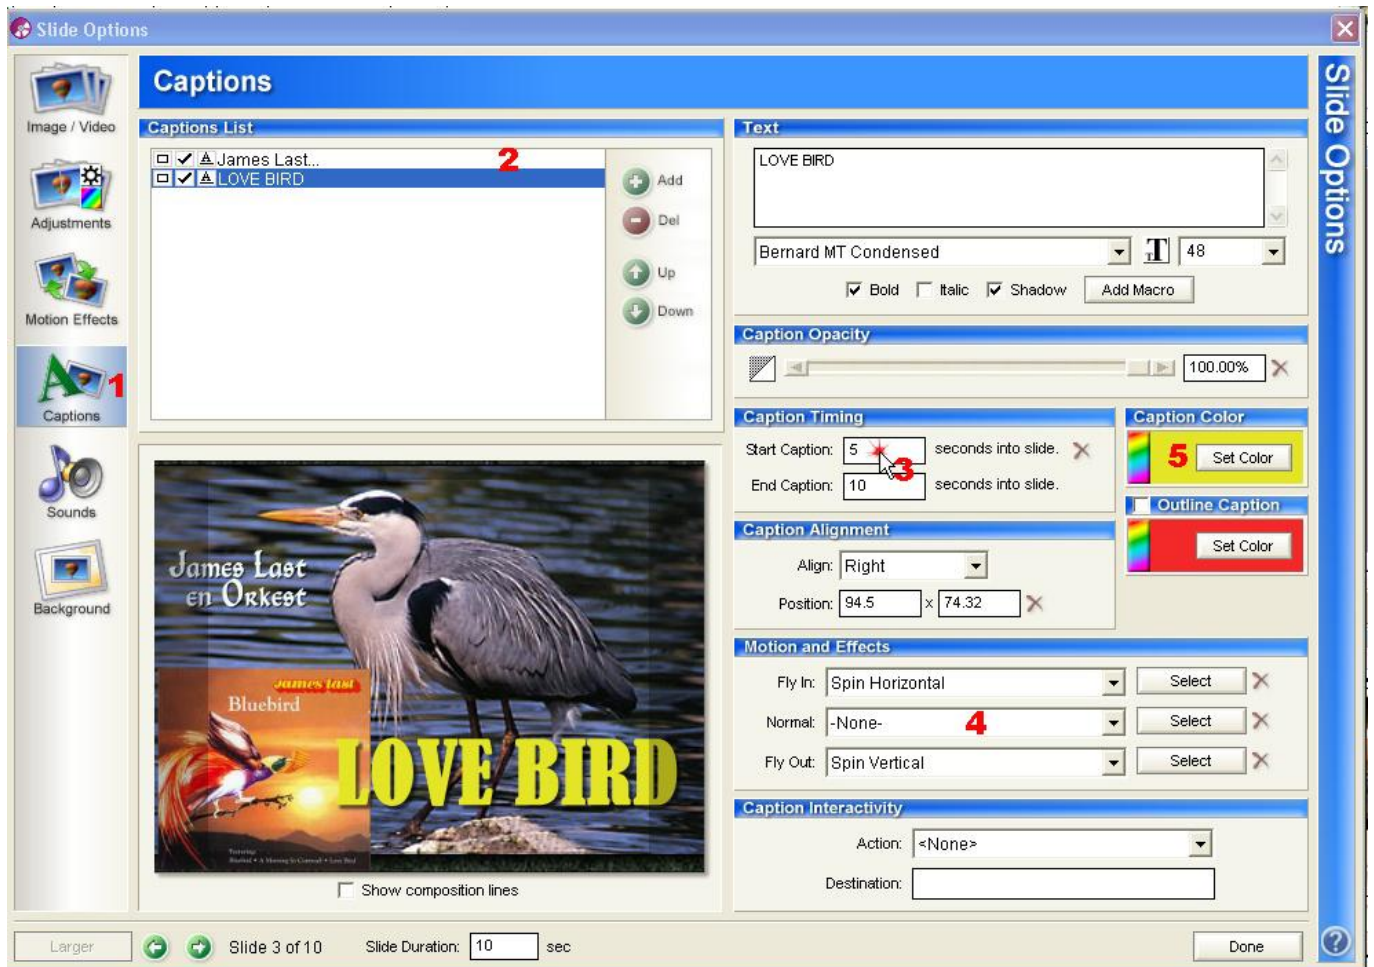 Slide Options
Captions
Image / Video
Adjustments
Motion Effects
Captions
1
Sounds
Background
Captions List
James Last...
2
LOVE BIRD
Add
Del
Up
Down
Text
LOVE BIRD
Bernard MT Condensed
T
48
Bold
Italic
Shadow
Add Macro
Caption Opacity
100.00%
Caption Timing
Start Caption: 5 seconds into slide.
3
End Caption: 10 seconds into slide.
Caption Color
5
Set Color
Outline Caption
Set Color
Caption Alignment
Align: Right
Position: 94.5 x 74.32
Motion and Effects
Fly In: Spin Horizontal Select
Normal: -None- 4 Select
Fly Out: Spin Vertical Select
Caption Interactivity
Action: <None>
Destination:
James Last
en Orkest
james last
Bluebird
LOVE BIRD
Show composition lines
Larger
Slide 3 of 10
Slide Duration: 10 sec
Done
Slide Options
?